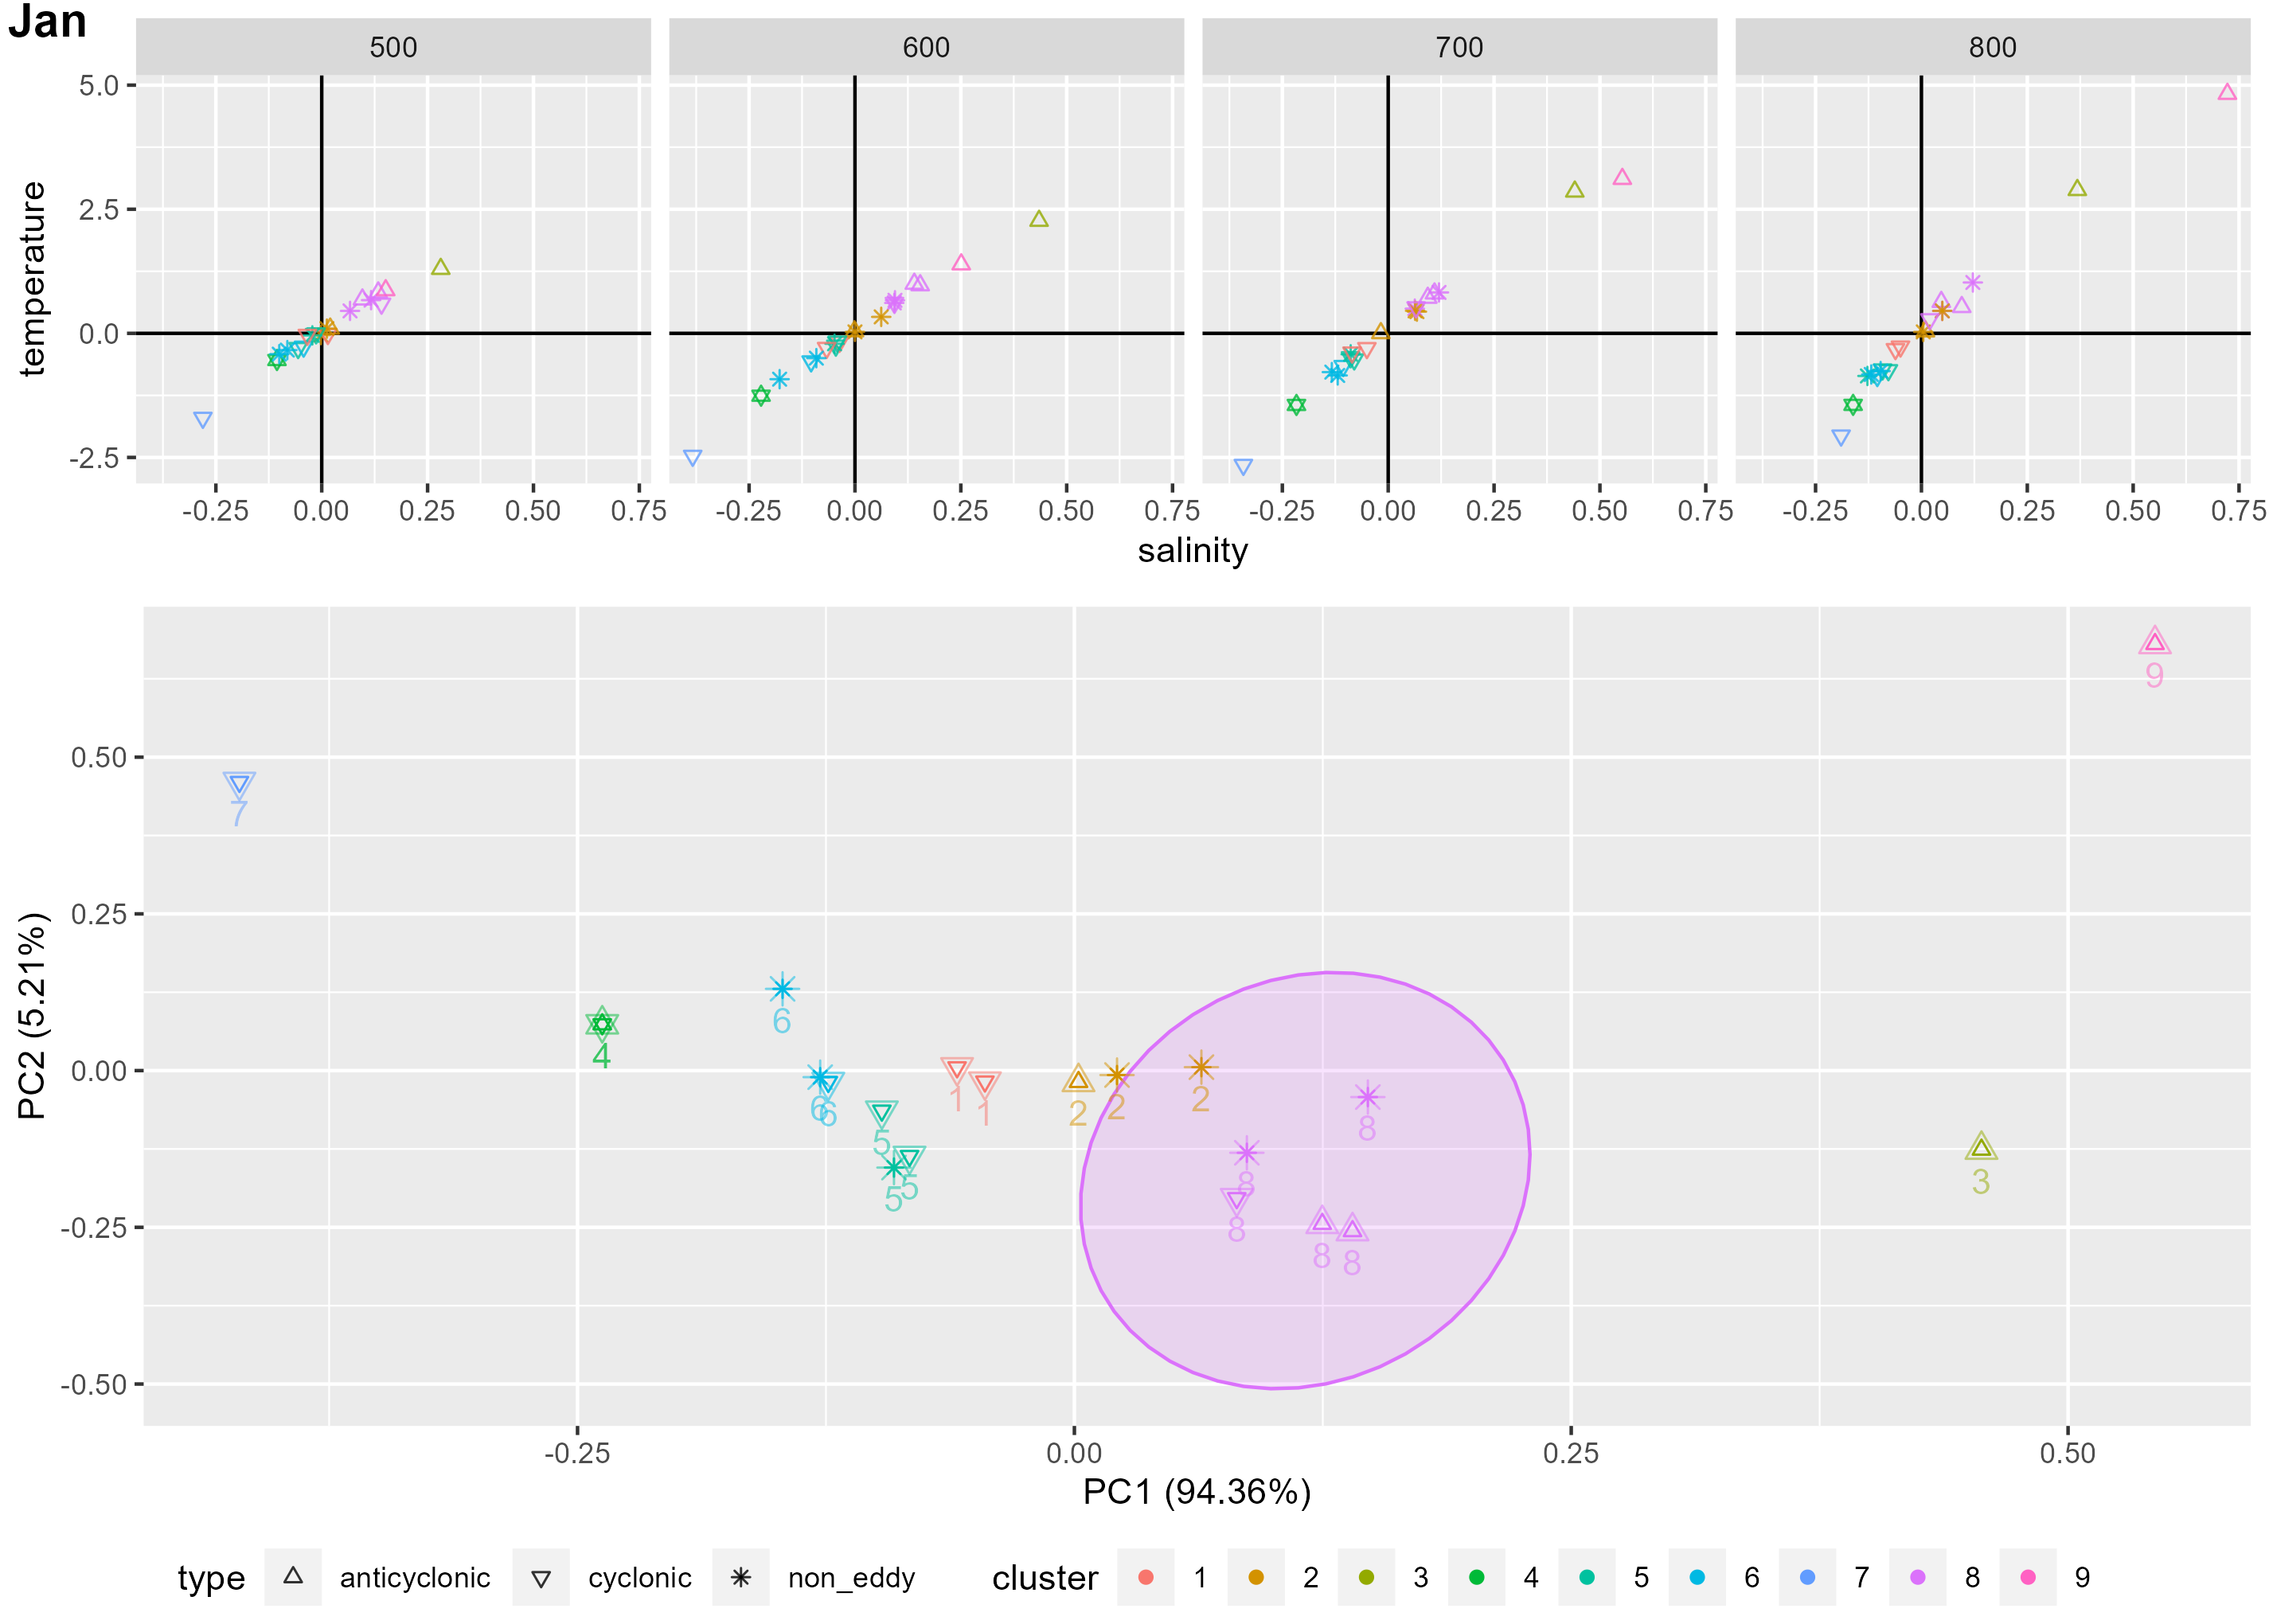 Jan
500 600 700 800
5.0
2.5
0.0
-2.5
temperature
-0.25 0.00 0.25 0.50 0.75 -0.25 0.00 0.25 0.50 0.75 -0.25 0.00 0.25 0.50 0.75 -0.25 0.00 0.25 0.50 0.75
salinity
9
0.50
7
0.25
6
0.00
4
6 6 1 1 2 2 2 8
5 5 5 8 3
-0.25
8 8 8
-0.50
PC2 (5.21%)
-0.25 0.00 0.25 0.50
PC1 (94.36%)
type anticyclonic cyclonic non_eddy cluster 1 2 3 4 5 6 7 8 9